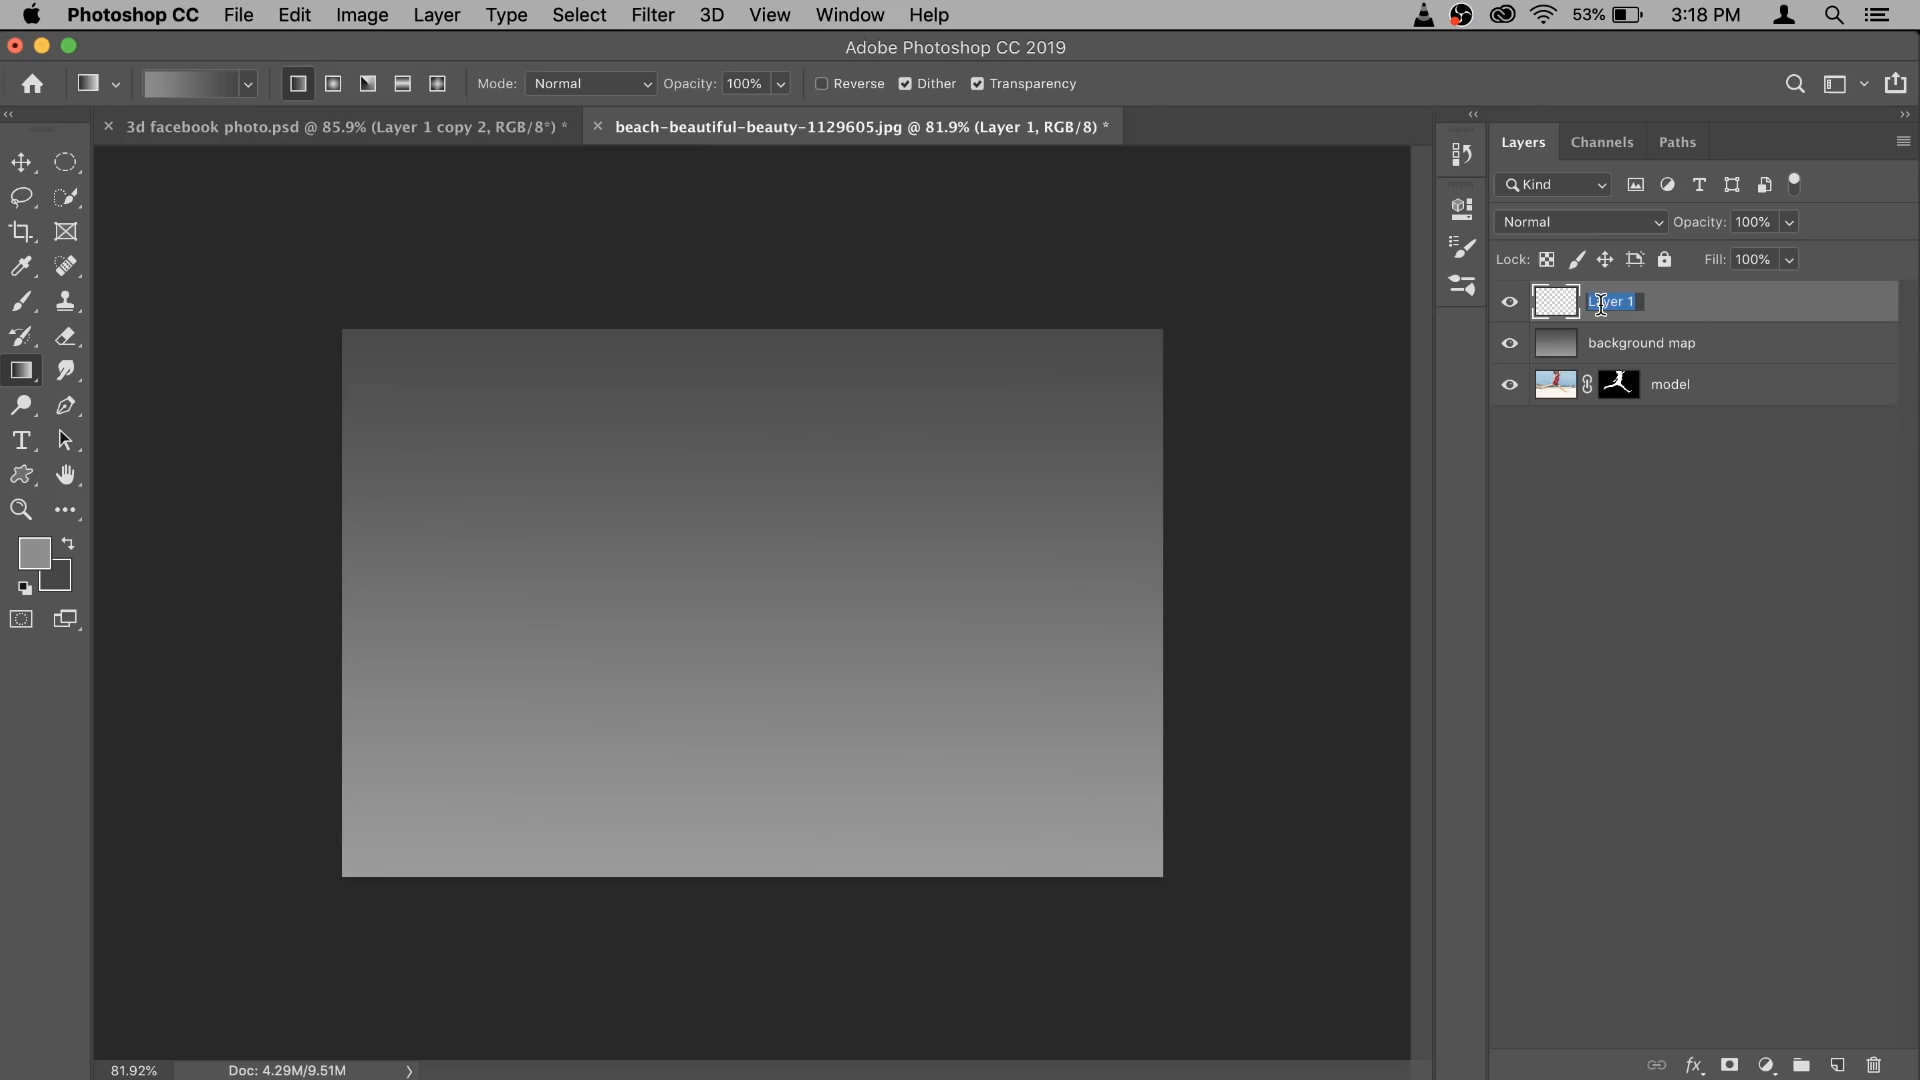 Photoshop CC File Edit Image Layer Type Select Filter 3D View Window Help 53% 3:18 PM
Adobe Photoshop CC 2019
Mode: Normal Opacity: 100% Reverse Dither Transparency
3d facebook photo.psd @ 85.9% (Layer 1 copy 2, RGB/8*) * beach-beautiful-beauty-1129605.jpg @ 81.9% (Layer 1, RGB/8) *
Layers Channels Paths
Kind
Normal Opacity: 100%
Lock: Fill: 100%
Layer 1
background map
model
81.92% Doc: 4.29M/9.51M